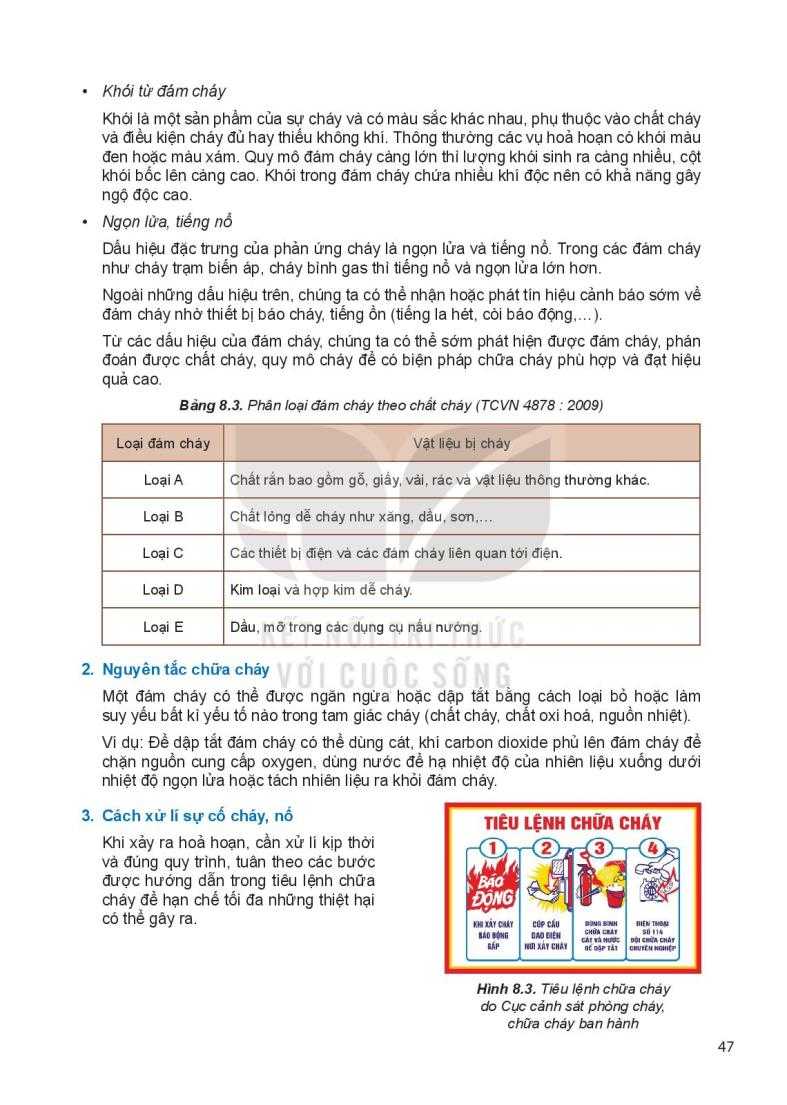 • Khói từ đám cháy
Khói là một sản phẩm của sự cháy và có màu sắc khác nhau, phụ thuộc vào chất cháy
và điều kiện cháy đủ hay thiếu không khí. Thông thường các vụ hoả hoạn có khói màu
đen hoặc màu xám. Quy mô đám cháy càng lớn thì lượng khói sinh ra càng nhiều, cột
khói bốc lên càng cao. Khói trong đám cháy chứa nhiều khí độc nên có khả năng gây
ngộ độc cao.
• Ngọn lửa, tiếng nổ
Dấu hiệu đặc trưng của phản ứng cháy là ngọn lửa và tiếng nổ. Trong các đám cháy
như cháy trạm biến áp, cháy bình gas thì tiếng nổ và ngọn lửa lớn hơn.
Ngoài những dấu hiệu trên, chúng ta có thể nhận hoặc phát tín hiệu cảnh báo sớm về
đám cháy nhờ thiết bị báo cháy, tiếng ồn (tiếng la hét, còi báo động,…).
Từ các dấu hiệu của đám cháy, chúng ta có thể sớm phát hiện được đám cháy, phán
đoán được chất cháy, quy mô cháy để có biện pháp chữa cháy phù hợp và đạt hiệu
quả cao.
Bảng 8.3. Phân loại đám cháy theo chất cháy (TCVN 4878 : 2009)
Loại đám cháy Vật liệu bị cháy
Loại A Chất rắn bao gồm gỗ, giấy, vải, rác và vật liệu thông thường khác.
Loại B Chất lỏng dễ cháy như xăng, dầu, sơn,…
Loại C Các thiết bị điện và các đám cháy liên quan tới điện.
Loại D Kim loại và hợp kim dễ cháy.
Loại E Dầu, mỡ trong các dụng cụ nấu nướng.
KẾT NỐI TRI THỨC
VỚI CUỘC SỐNG
2. Nguyên tắc chữa cháy
Một đám cháy có thể được ngăn ngừa hoặc dập tắt bằng cách loại bỏ hoặc làm
suy yếu bất kì yếu tố nào trong tam giác cháy (chất cháy, chất oxi hoá, nguồn nhiệt).
Ví dụ: Để dập tắt đám cháy có thể dùng cát, khí carbon dioxide phủ lên đám cháy để
chặn nguồn cung cấp oxygen, dùng nước để hạ nhiệt độ của nhiên liệu xuống dưới
nhiệt độ ngọn lửa hoặc tách nhiên liệu ra khỏi đám cháy.
3. Cách xử lí sự cố cháy, nổ
Khi xảy ra hoả hoạn, cần xử lí kịp thời
và đúng quy trình, tuân theo các bước
được hướng dẫn trong tiêu lệnh chữa
cháy để hạn chế tối đa những thiệt hại
có thể gây ra.
TIÊU LỆNH CHỮA CHÁY
1
BÁO
ĐỘNG
KHI XẢY CHÁY
BÁO ĐỘNG
GẤP
2
CÚP CẦU
DAO ĐIỆN
NƠI XẢY CHÁY
3
DÙNG BÌNH
CHỮA CHÁY
CÁT VÀ NƯỚC
ĐỂ DẬP TẮT
4
ĐIỆN THOẠI
SỐ 114
ĐỘI CHỮA CHÁY
CHUYÊN NGHIỆP
Hình 8.3. Tiêu lệnh chữa cháy
do Cục cảnh sát phòng cháy,
chữa cháy ban hành
47